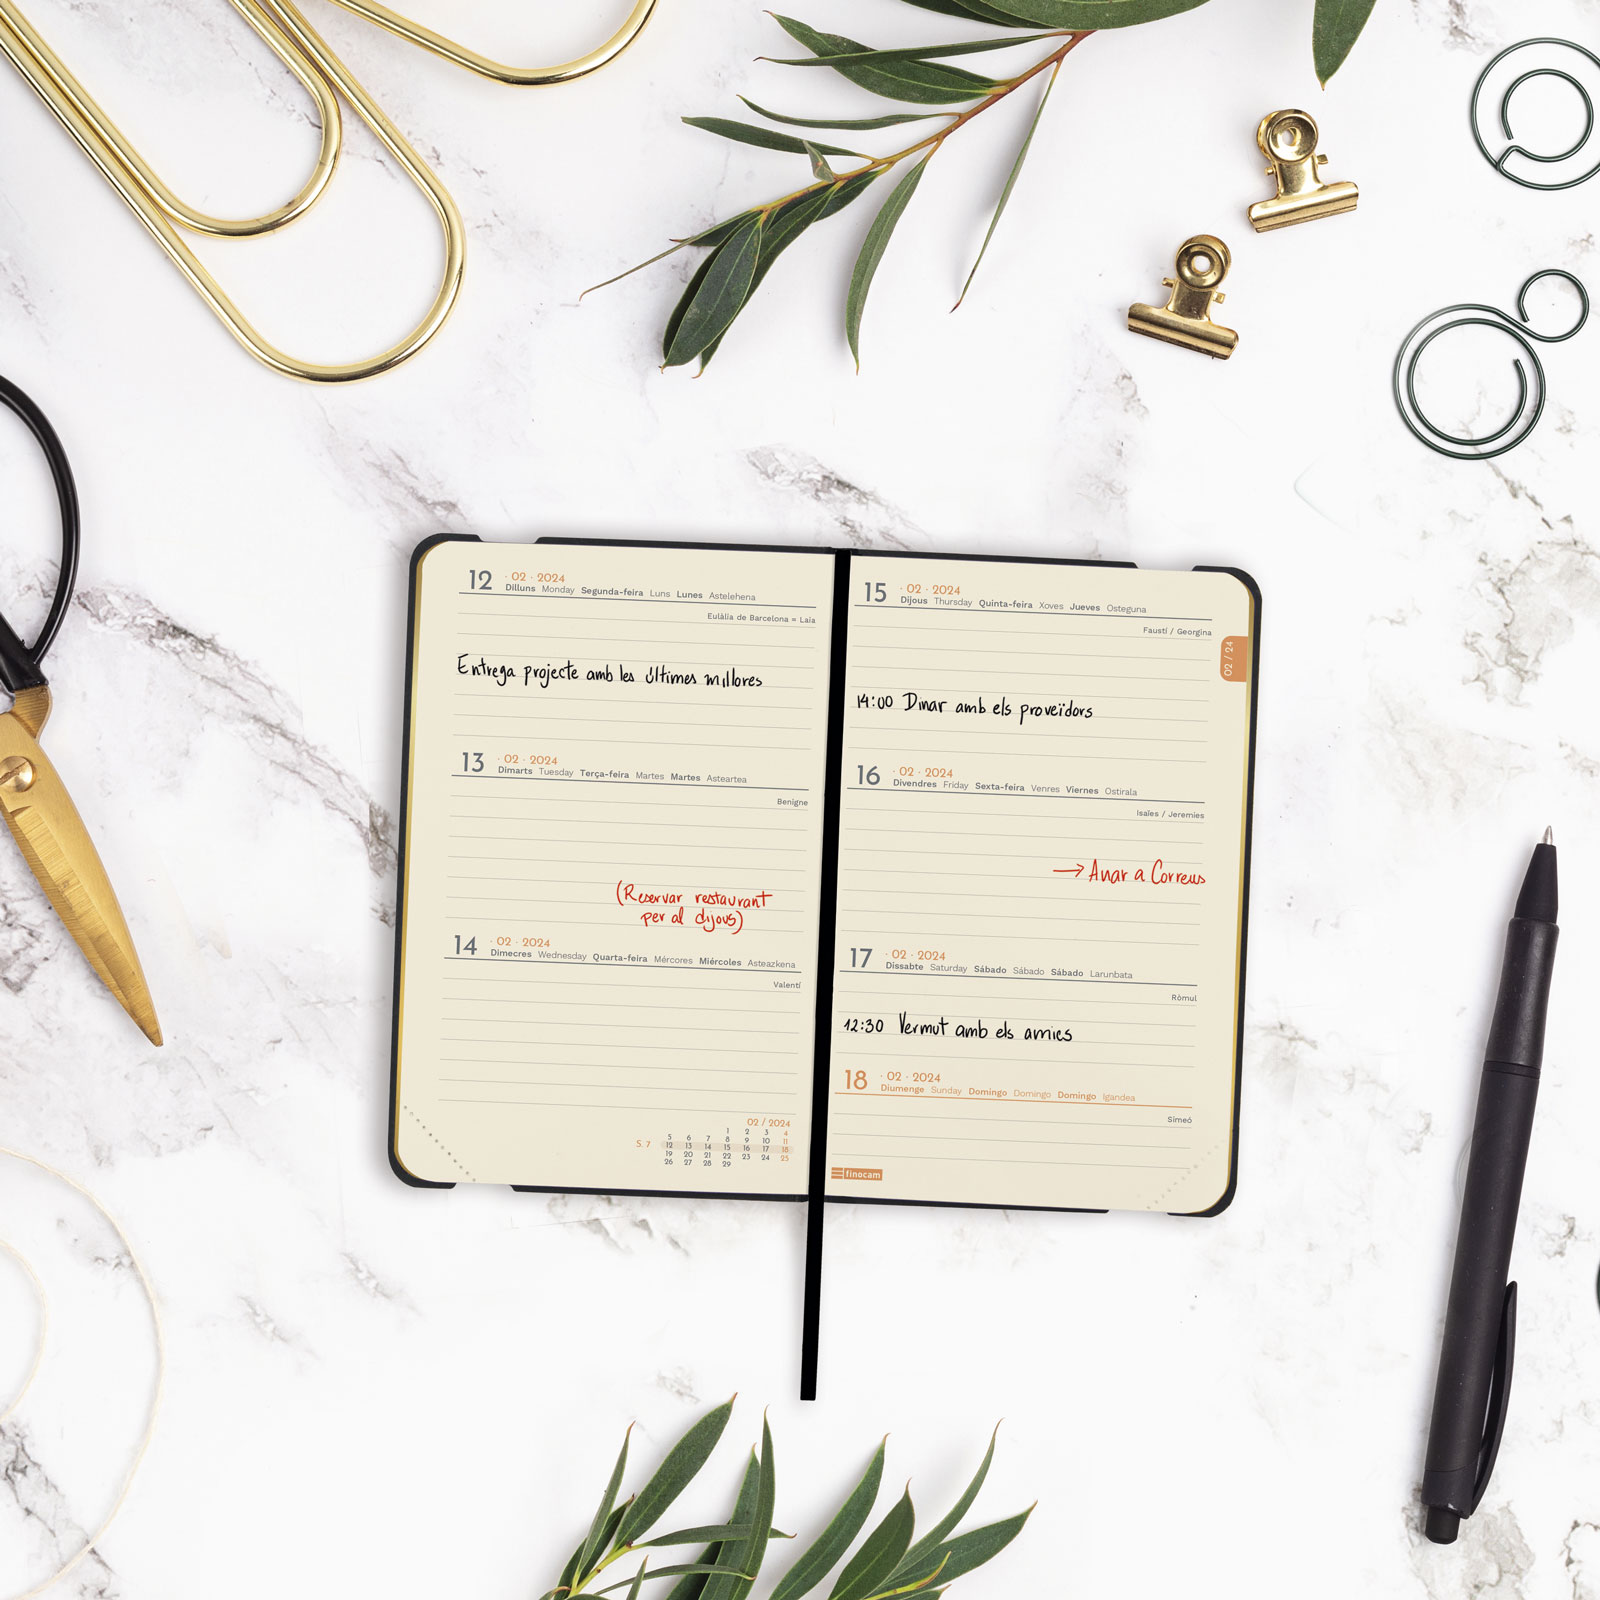 12 · 02 · 2024
Dilluns Monday Segunda-feira Luns Lunes Astelehena
Eulàlia de Barcelona = Laia
Entrega projecte amb les últimes millores
13 · 02 · 2024
Dimarts Tuesday Terça-feira Martes Martes Asteartea
Benigne
(Reservar restaurant
per al dijous)
14 · 02 · 2024
Dimecres Wednesday Quarta-feira Mércores Miércoles Asteazkena
Valentí
02 / 2024
1 2 3 4
5 6 7 8 9 10 11
S. 7 12 13 14 15 16 17 18
19 20 21 22 23 24 25
26 27 28 29
15 · 02 · 2024
Dijous Thursday Quinta-feira Xoves Jueves Osteguna
Faustí / Georgina
02 / 24
14:00 Dinar amb els proveïdors
16 · 02 · 2024
Divendres Friday Sexta-feira Venres Viernes Ostirala
Isaïes / Jeremies
→ Anar a Correus
17 · 02 · 2024
Dissabte Saturday Sábado Sábado Sábado Larunbata
Ròmul
12:30 Vermut amb els amics
18 · 02 · 2024
Diumenge Sunday Domingo Domingo Domingo Igandea
Simeó
finocam